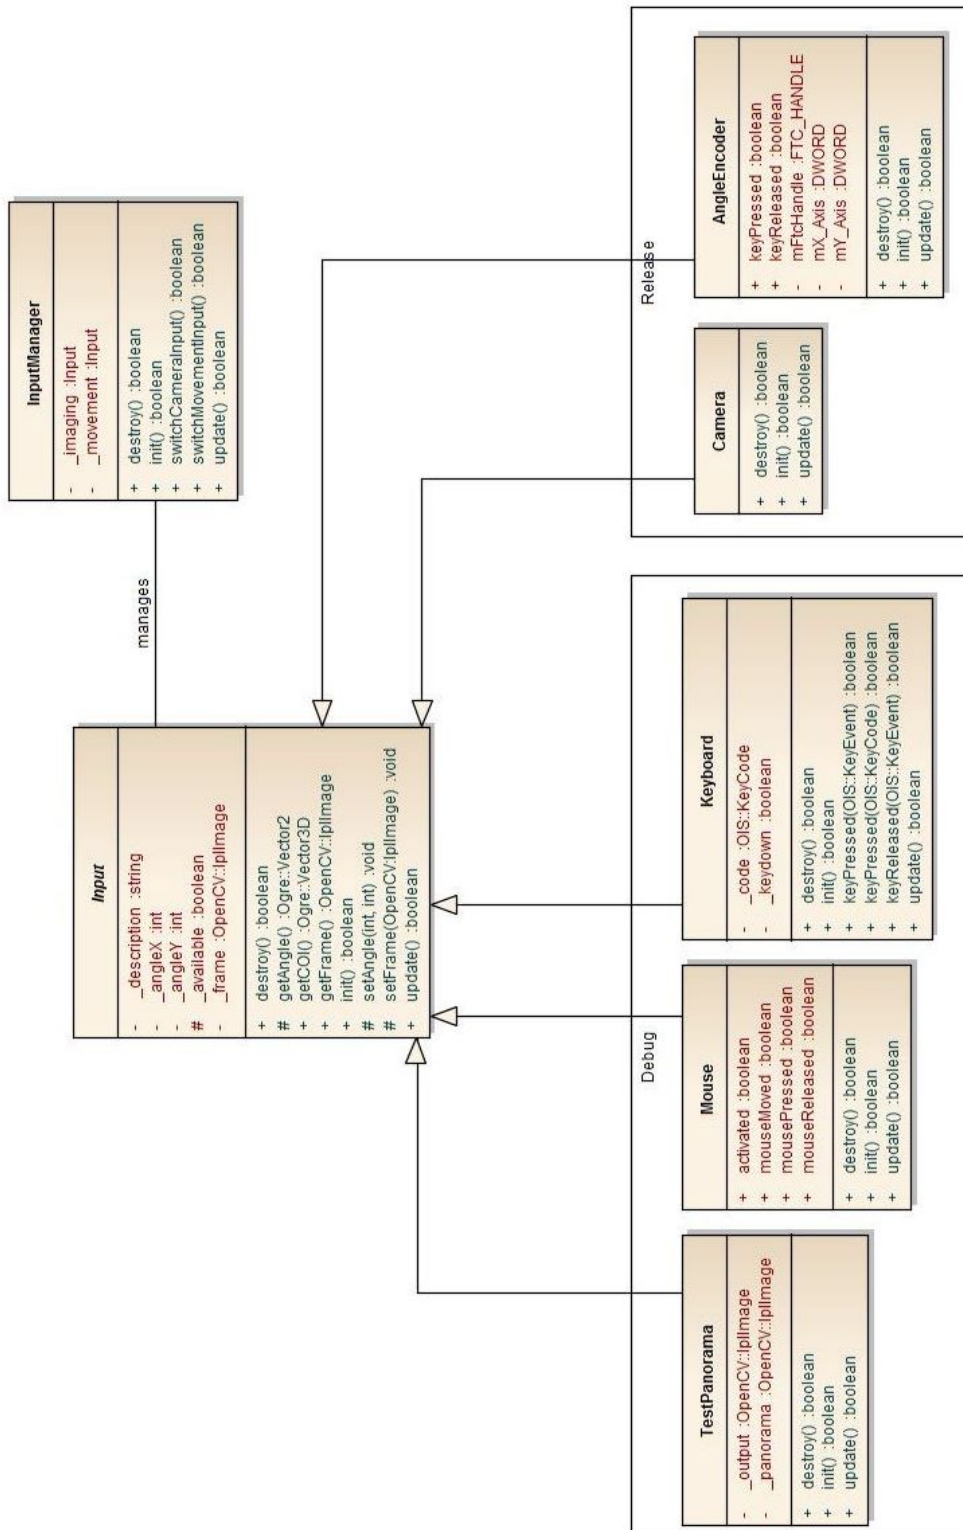 InputManager
- _imaging :Input
- _movement :Input
+ destroy() :boolean
+ init() :boolean
+ switchCameraInput() :boolean
+ switchMovementInput() :boolean
+ update() :boolean
manages
Input
- _description :string
- _angleX :int
- _angleY :int
# _available :boolean
- _frame :OpenCV::IplImage
+ destroy() :boolean
# getAngle() :Ogre::Vector2
+ getCOI() :Ogre::Vector3D
+ getFrame() :OpenCV::IplImage
+ init() :boolean
# setAngle(int, int) :void
# setFrame(OpenCV:IplImage) :void
+ update() :boolean
Debug
TestPanorama
- _output :OpenCV::IplImage
- _panorama :OpenCV::IplImage
+ destroy() :boolean
+ init() :boolean
+ update() :boolean
Mouse
+ activated :boolean
+ mouseMoved :boolean
+ mousePressed :boolean
+ mouseReleased :boolean
+ destroy() :boolean
+ init() :boolean
+ update() :boolean
Keyboard
- _code :OIS::KeyCode
- _keydown :boolean
+ destroy() :boolean
+ init() :boolean
+ keyPressed(OIS::KeyEvent) :boolean
+ keyPressed(OIS::KeyCode) :boolean
+ keyReleased(OIS::KeyEvent) :boolean
+ update() :boolean
Release
Camera
+ destroy() :boolean
+ init() :boolean
+ update() :boolean
AngleEncoder
+ keyPressed :boolean
+ keyReleased :boolean
- mFtcHandle :FTC_HANDLE
- mX_Axis :DWORD
- mY_Axis :DWORD
+ destroy() :boolean
+ init() :boolean
+ update() :boolean